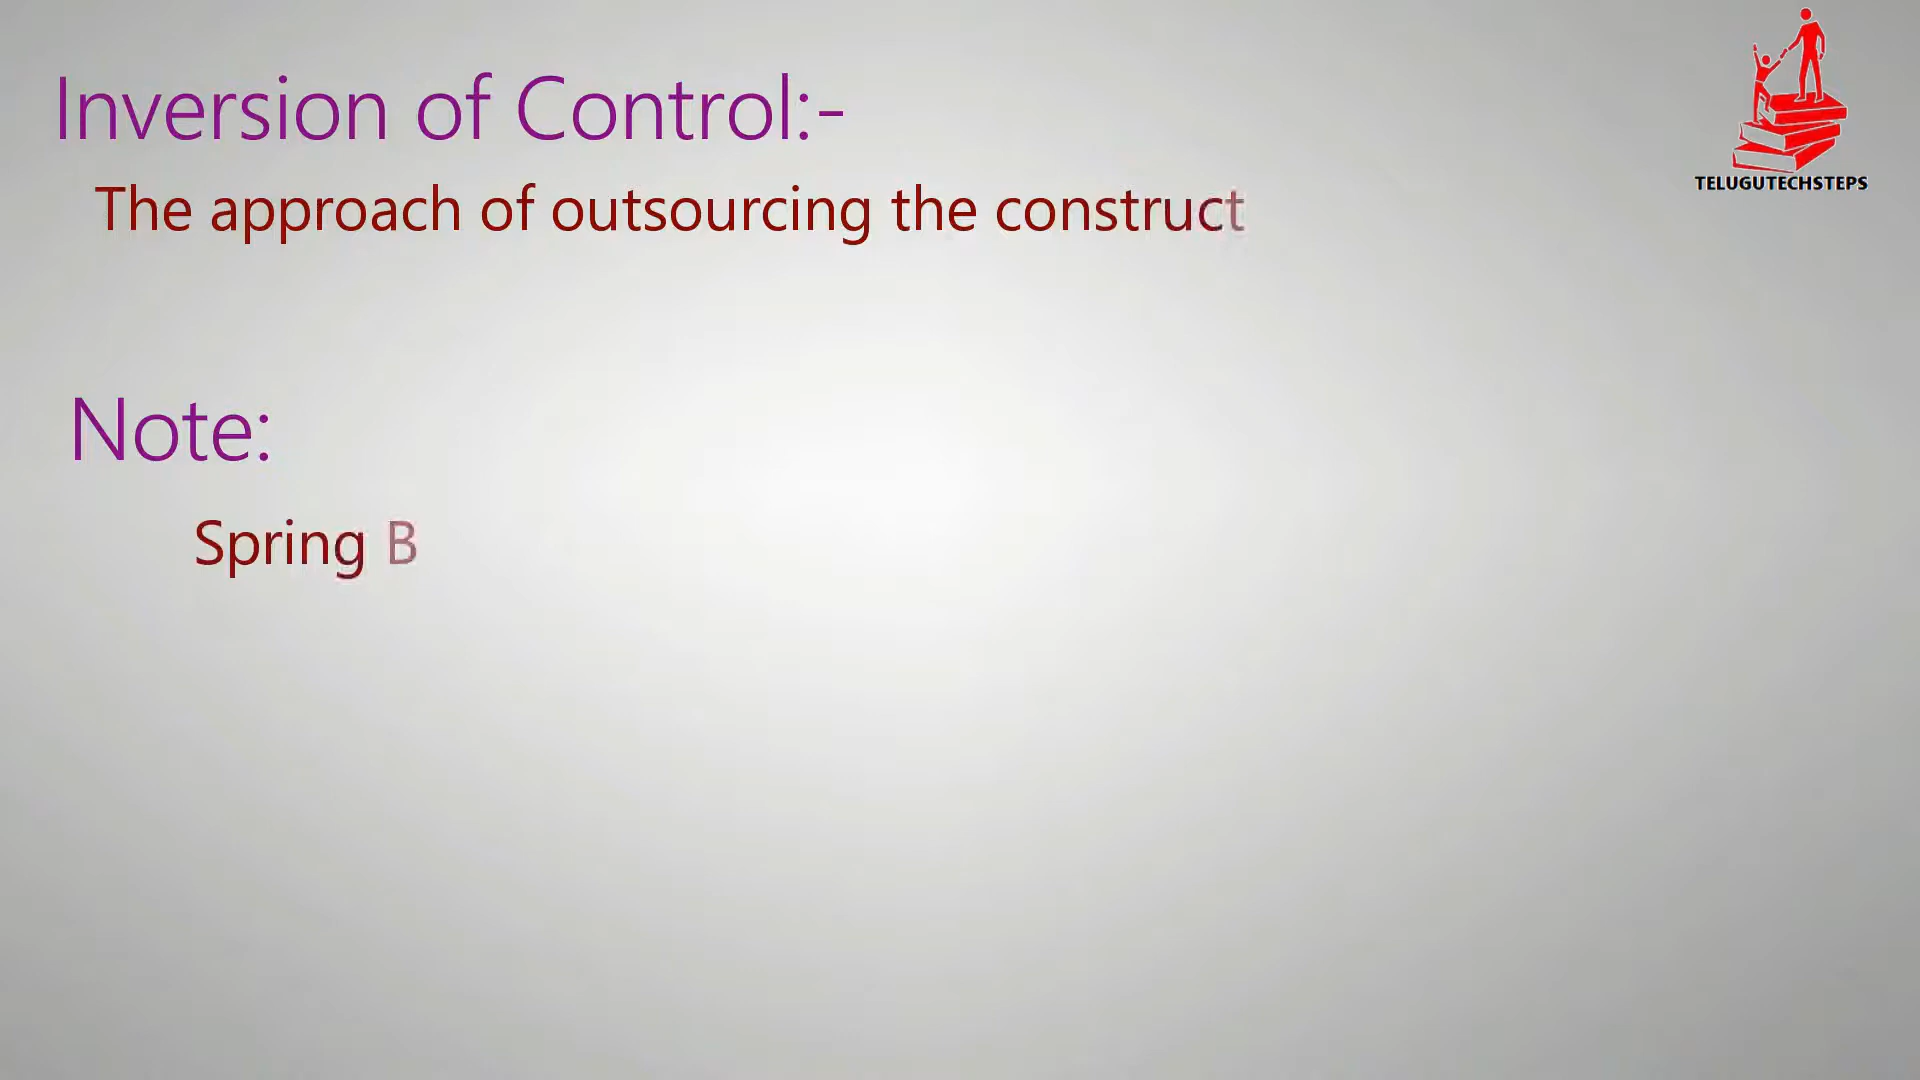 Inversion of Control:-
TELUGUTECHSTEPS
The approach of outsourcing the construct
Note:
Spring B